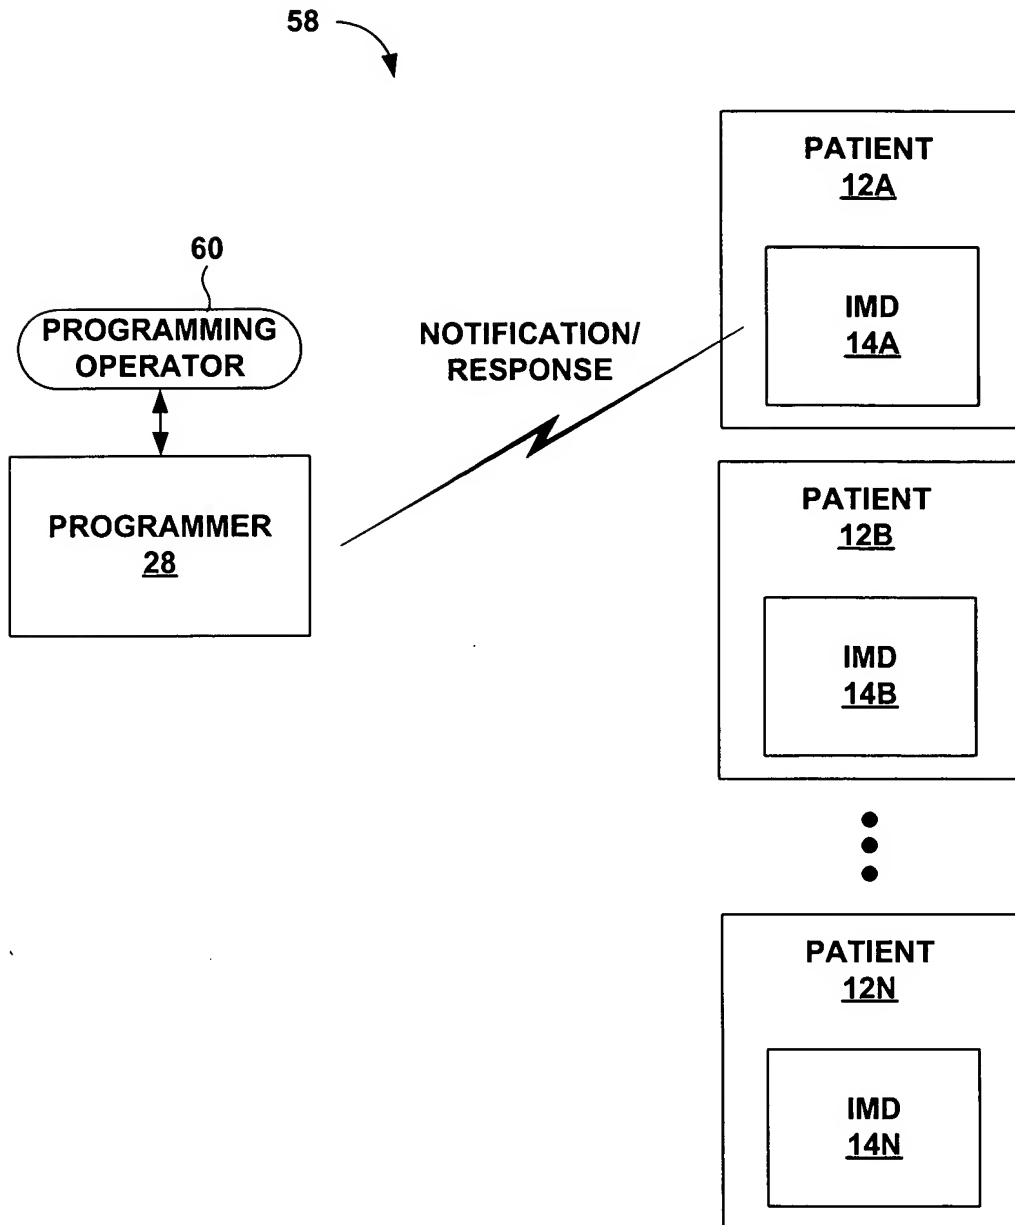 58
60
PROGRAMMING
OPERATOR
PROGRAMMER
28
NOTIFICATION/
RESPONSE
PATIENT
12A
IMD
14A
PATIENT
12B
IMD
14B
PATIENT
12N
IMD
14N